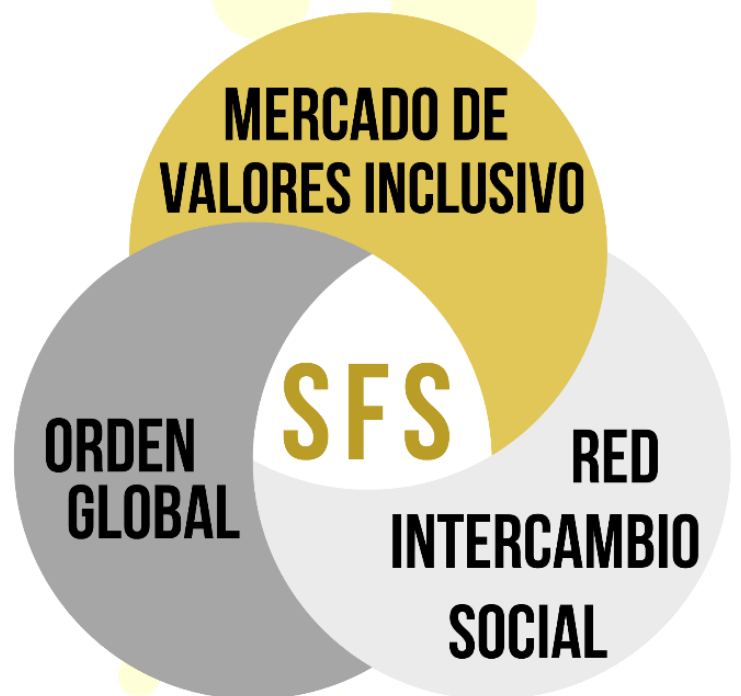 MERCADO DE
VALORES INCLUSIVO
SFS
ORDEN
GLOBAL
RED
INTERCAMBIO
SOCIAL